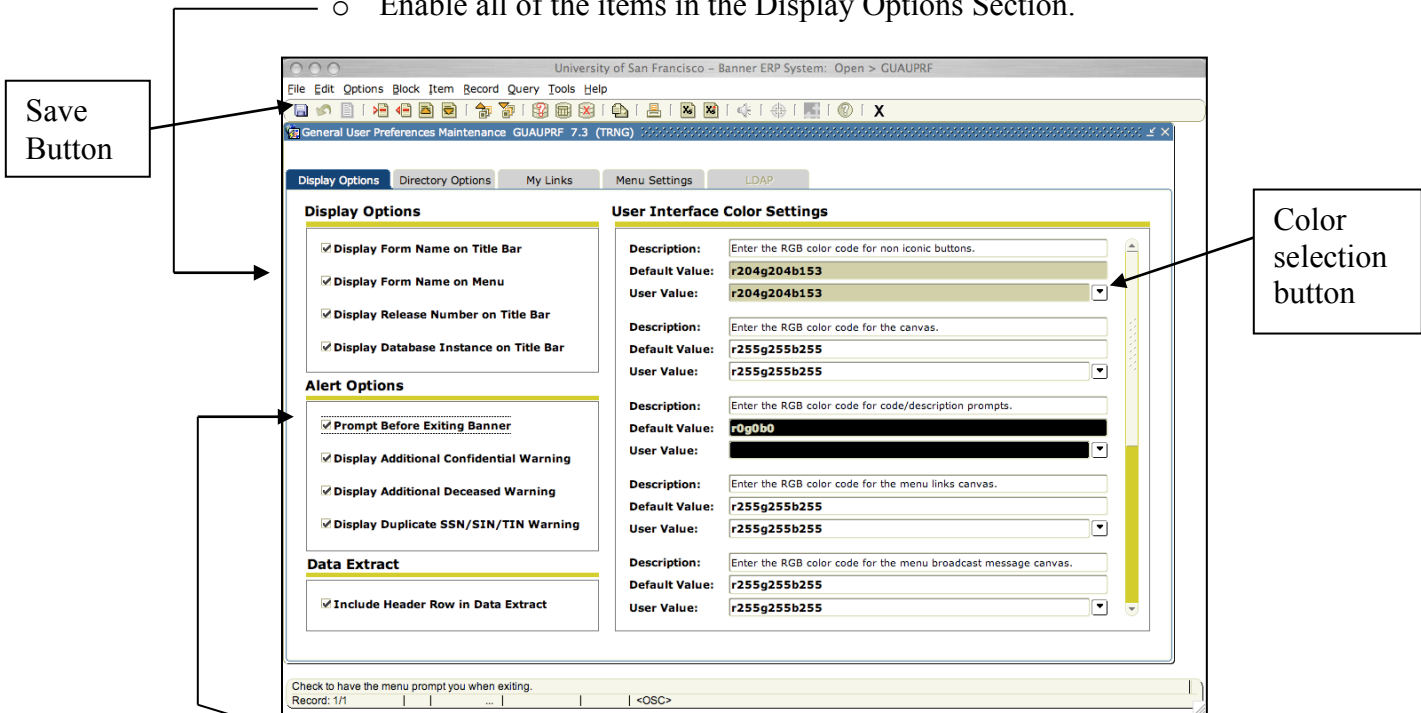 o Enable all of the items in the Display Options Section.
Save
Button
University of San Francisco – Banner ERP System: Open > GUAUPRF
File Edit Options Block Item Record Query Tools Help
X
General User Preferences Maintenance GUAUPRF 7.3 (TRNG)
Display Options Directory Options My Links Menu Settings LDAP
Display Options
Display Form Name on Title Bar
Display Form Name on Menu
Display Release Number on Title Bar
Display Database Instance on Title Bar
Alert Options
Prompt Before Exiting Banner
Display Additional Confidential Warning
Display Additional Deceased Warning
Display Duplicate SSN/SIN/TIN Warning
Data Extract
Include Header Row in Data Extract
User Interface Color Settings
Description: Enter the RGB color code for non iconic buttons.
Default Value: r204g204b153
User Value: r204g204b153
Description: Enter the RGB color code for the canvas.
Default Value: r255g255b255
User Value: r255g255b255
Description: Enter the RGB color code for code/description prompts.
Default Value: r0g0b0
User Value:
Description: Enter the RGB color code for the menu links canvas.
Default Value: r255g255b255
User Value: r255g255b255
Description: Enter the RGB color code for the menu broadcast message canvas.
Default Value: r255g255b255
User Value: r255g255b255
Color
selection
button
Check to have the menu prompt you when exiting.
Record: 1/1 | | ... | | | <OSC>